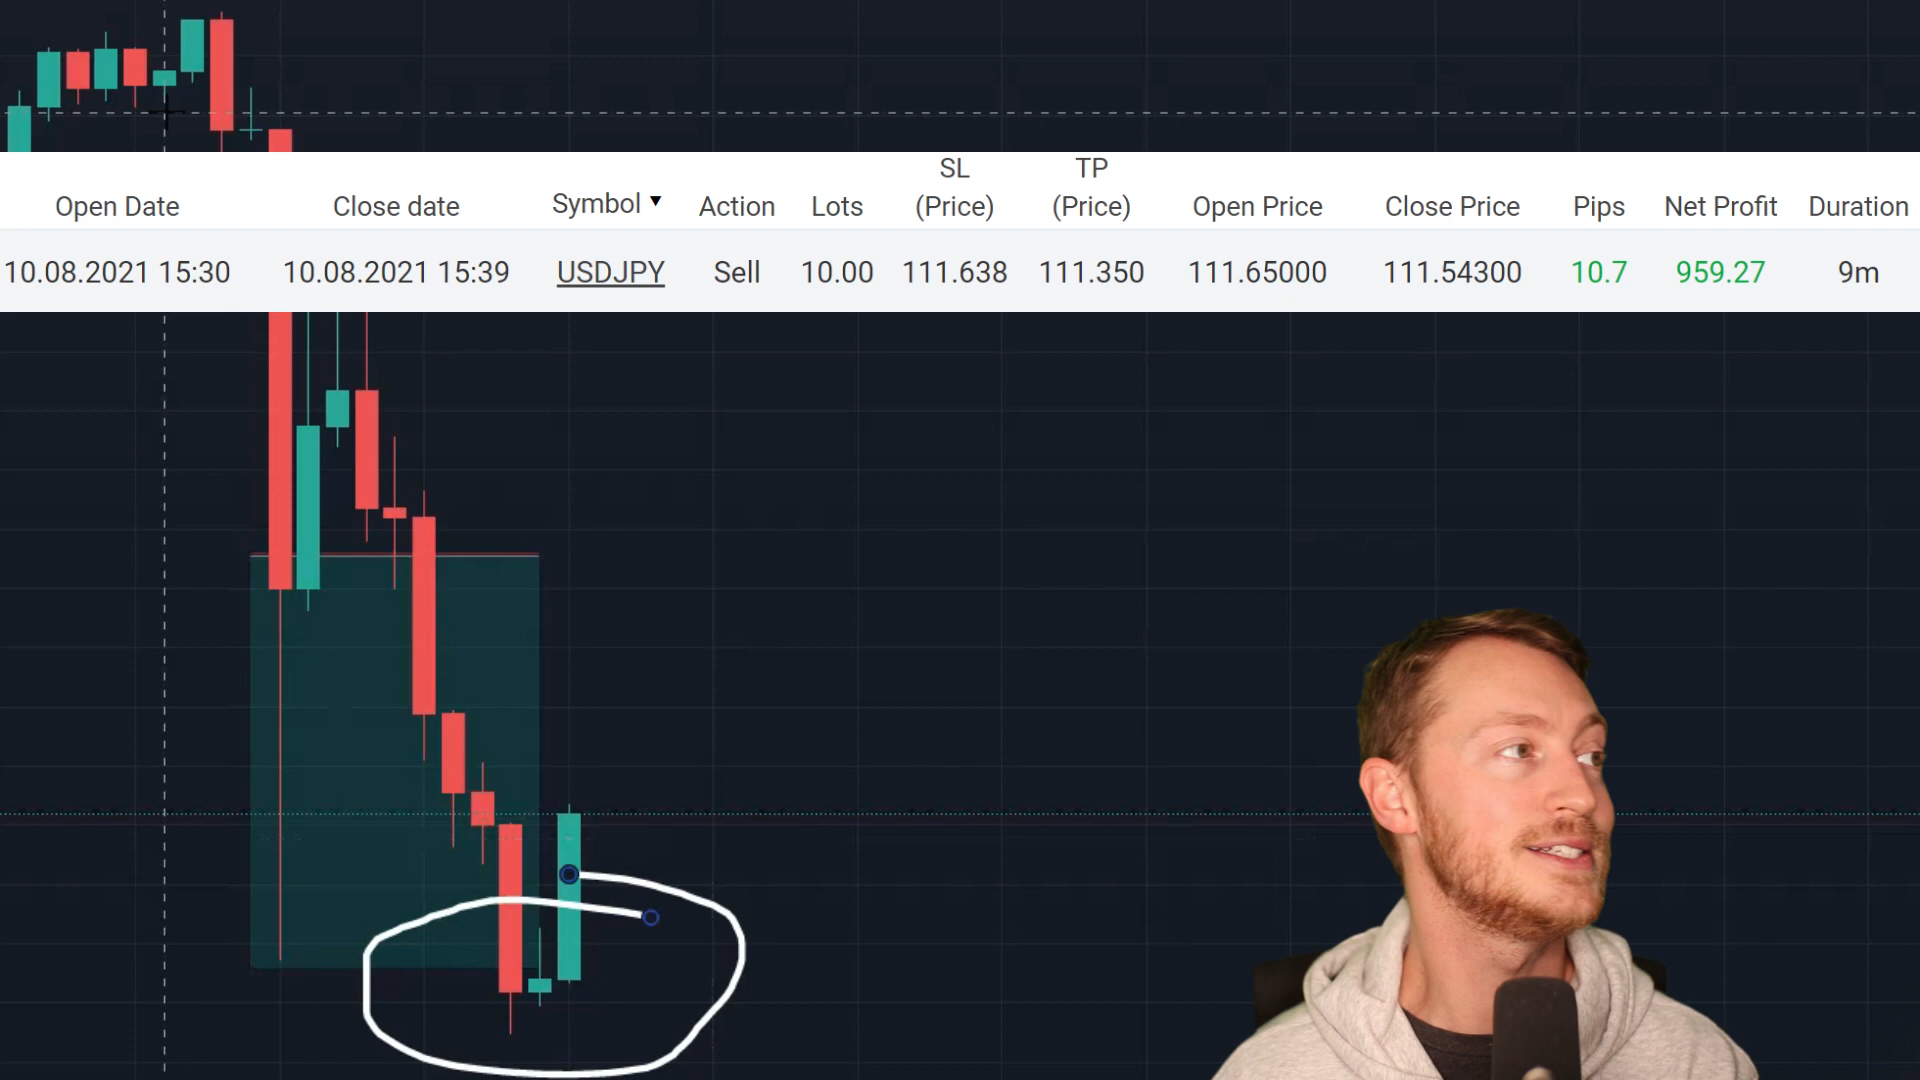 Open Date Close date Symbol ▼ Action Lots SL (Price) TP (Price) Open Price Close Price Pips Net Profit Duration
10.08.2021 15:30 10.08.2021 15:39 USDJPY Sell 10.00 111.638 111.350 111.65000 111.54300 10.7 959.27 9m